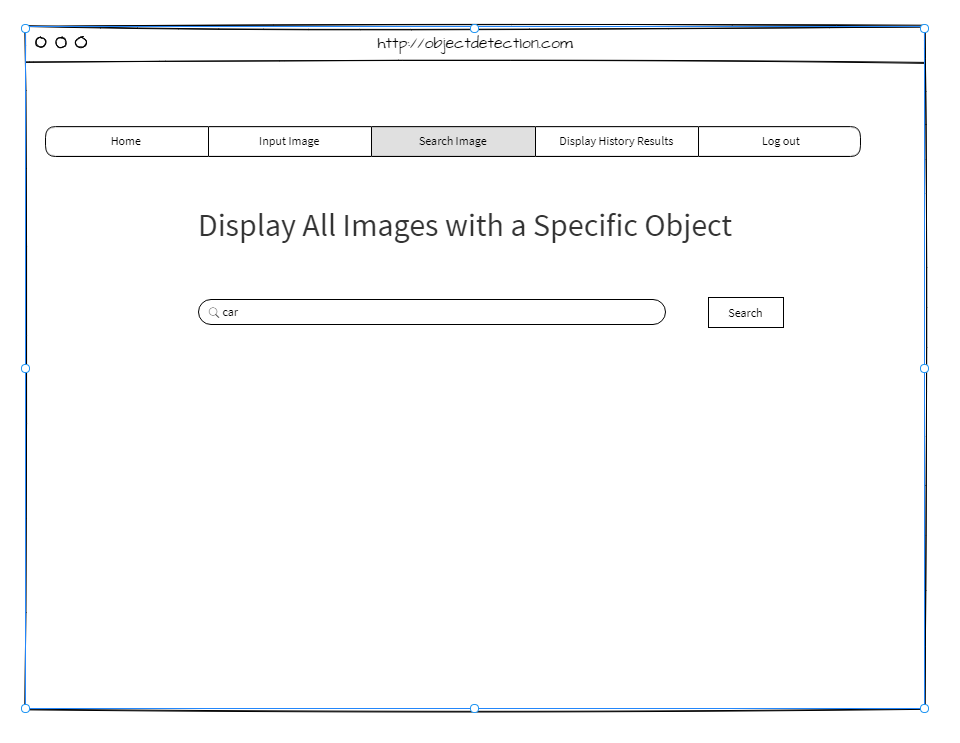 http://objectdetection.com
Home Input Image Search Image Display History Results Log out
Display All Images with a Specific Object
car Search